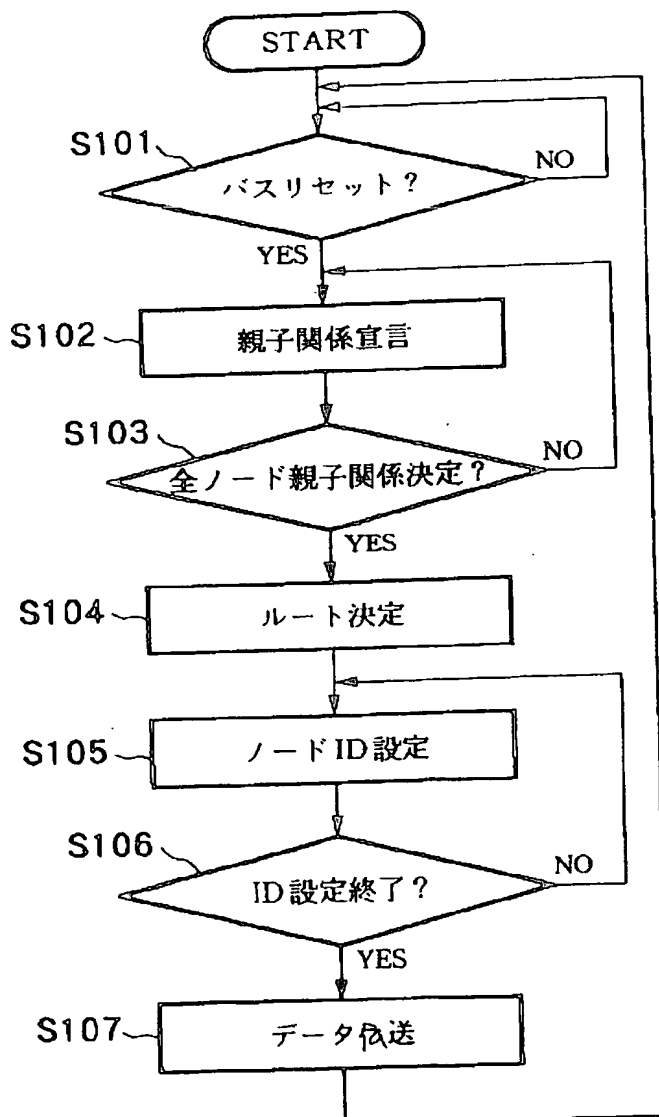 START
S101
バスリセット?
NO
YES
S102
親子関係宣言
S103
全ノード親子関係決定?
NO
YES
S104
ルート決定
S105
ノードID設定
S106
ID設定終了?
NO
YES
S107
データ伝送